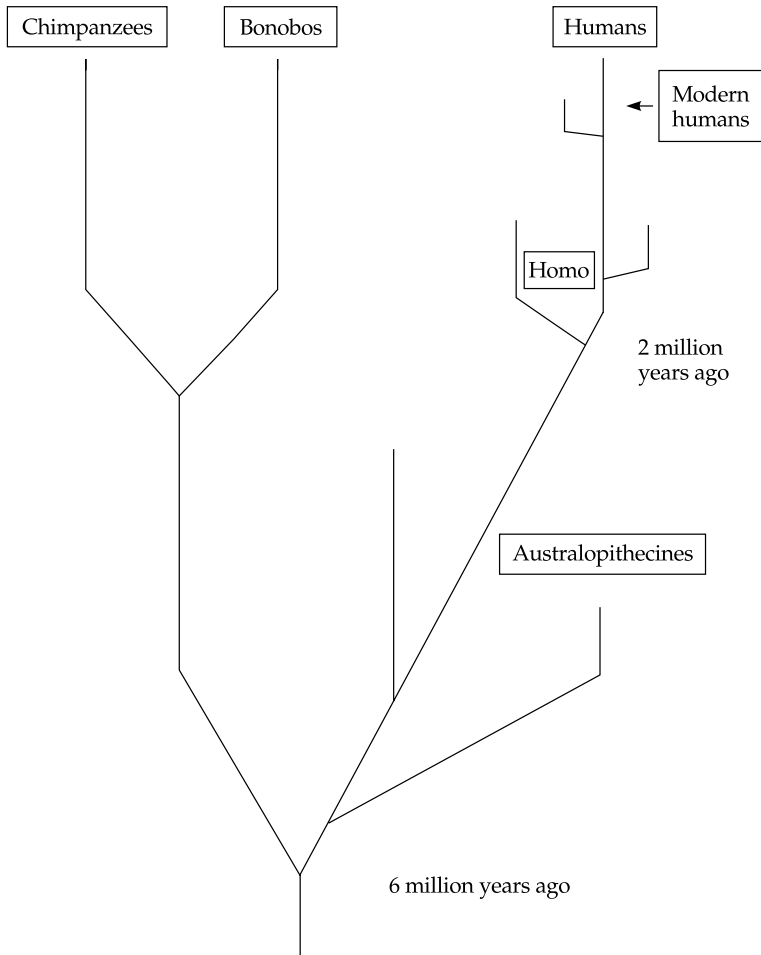 Chimpanzees
Bonobos
Humans
Modern
humans
Homo
2 million
years ago
Australopithecines
6 million years ago